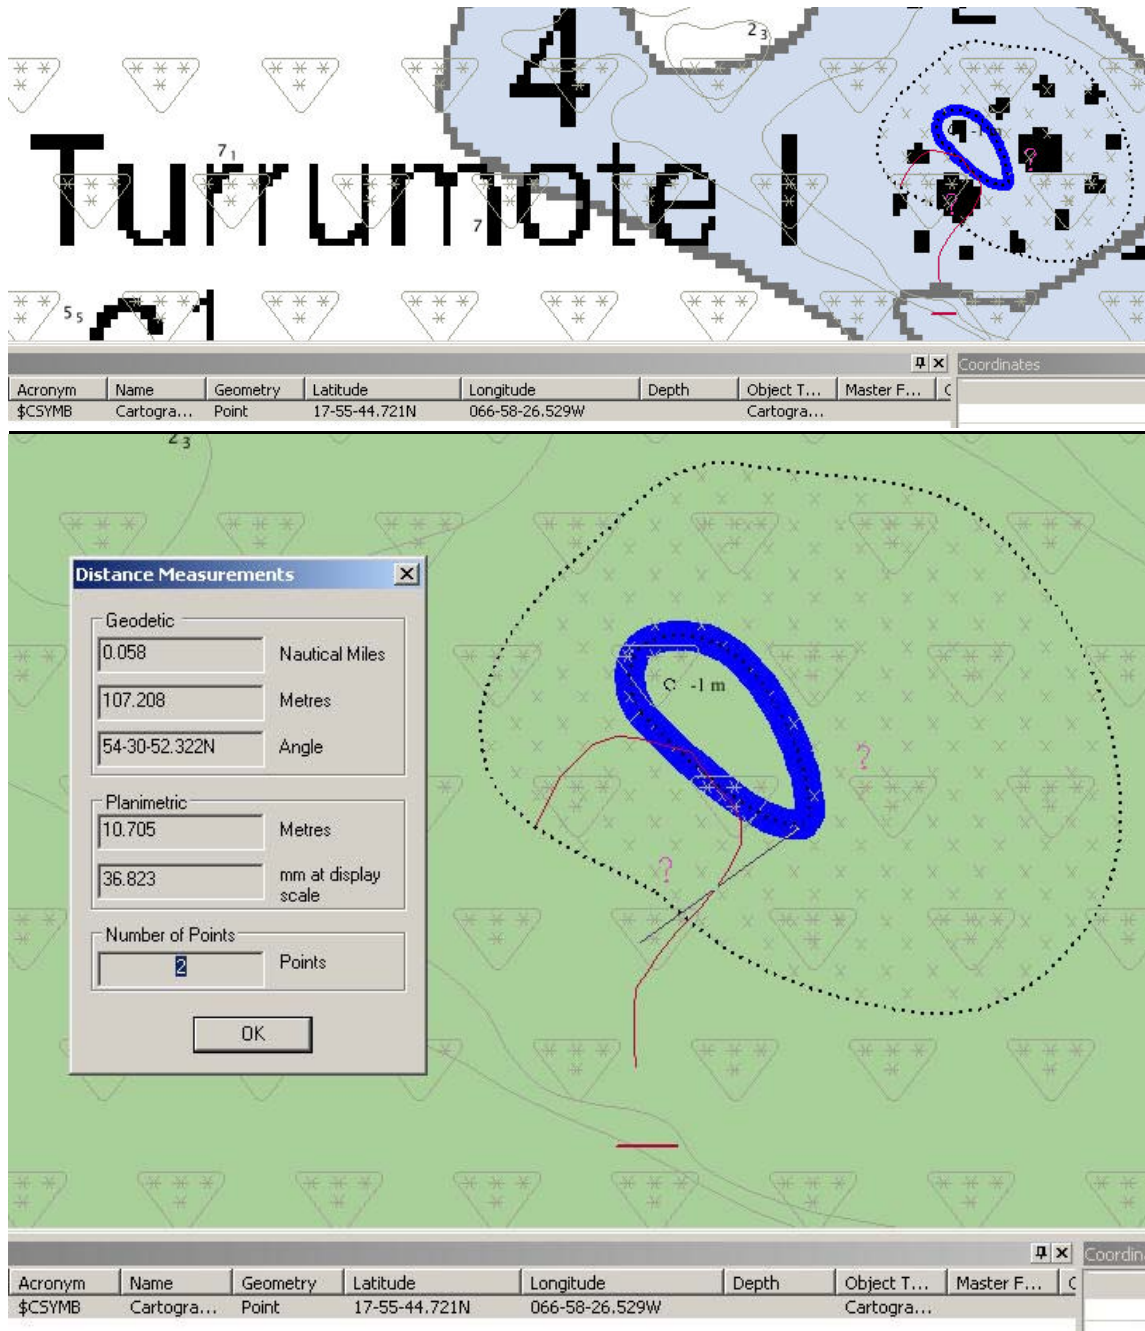 4
2 3
Turrumote I
7 1
7
C -1 m
?
?
5 5
Coordinates
Acronym Name Geometry Latitude Longitude Depth Object T... Master F...
$CSYMB Cartogra... Point 17-55-44.721N 066-58-26.529W Cartogra...
2 3
Distance Measurements
Geodetic
0.058 Nautical Miles
107.208 Metres
54-30-52.322N Angle
C -1 m
?
Planimetric
10.705 Metres
36.823 mm at display
scale
?
Number of Points
2 Points
OK
Coordin
Acronym Name Geometry Latitude Longitude Depth Object T... Master F... C
$CSYMB Cartogra... Point 17-55-44.721N 066-58-26.529W Cartogra...